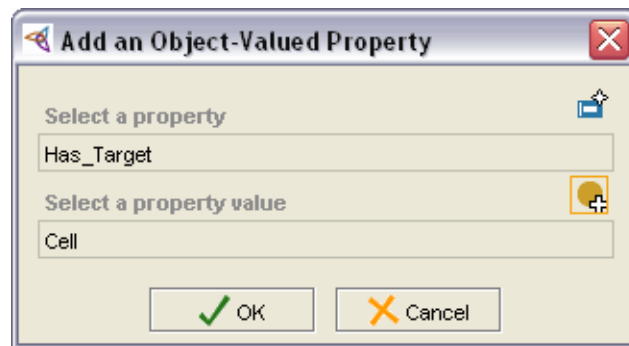 Add an Object-Valued Property
Select a property
Has_Target
Select a property value
Cell
OK
Cancel